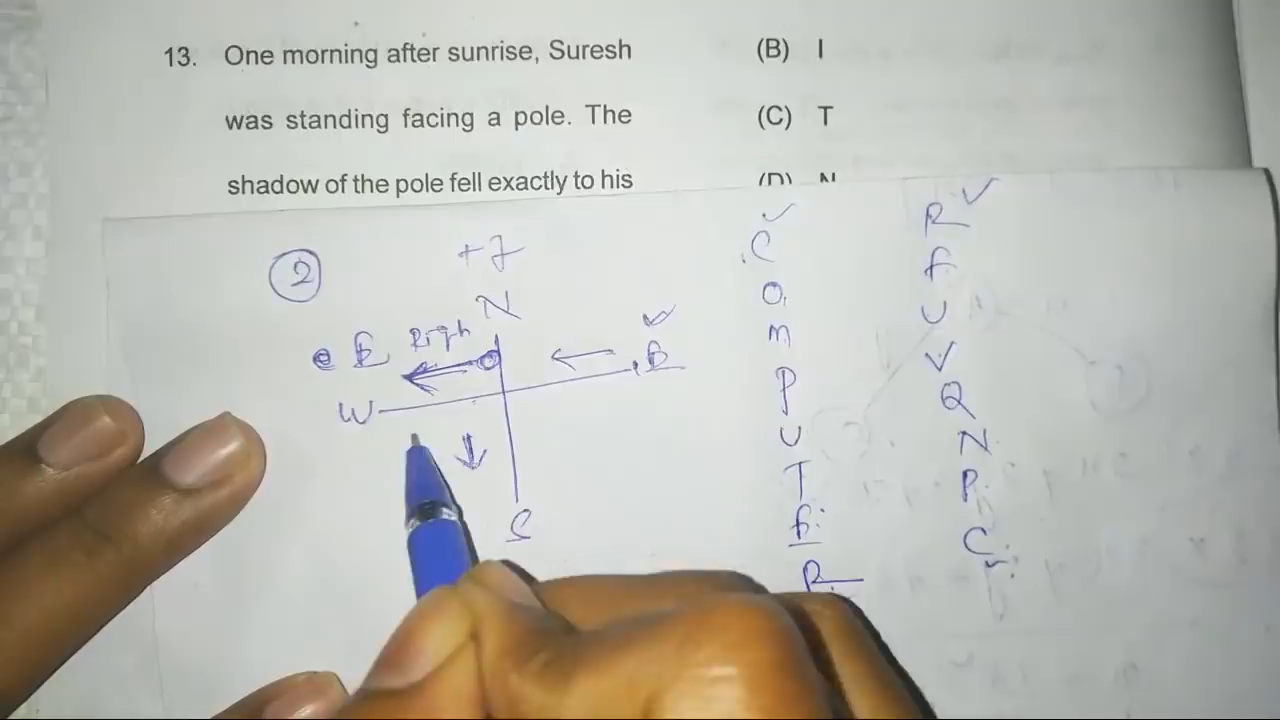 13. One morning after sunrise, Suresh
was standing facing a pole. The
shadow of the pole fell exactly to his
(B) I
(C) T
(D) N
2
N
Righ
W
S
C
O
M
P
U
T
E
R
R
F
U
V
Q
N
P
C